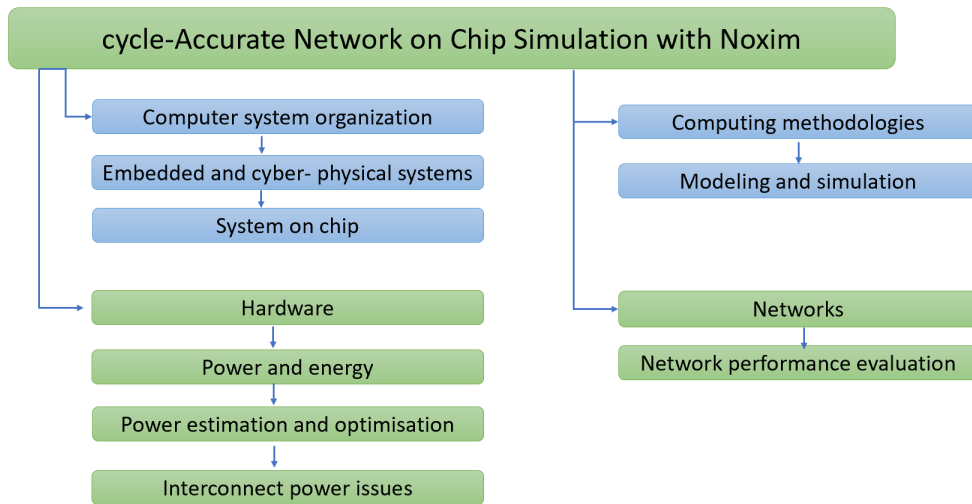 cycle-Accurate Network on Chip Simulation with Noxim
Computer system organization
Embedded and cyber- physical systems
System on chip
Hardware
Power and energy
Power estimation and optimisation
Interconnect power issues
Computing methodologies
Modeling and simulation
Networks
Network performance evaluation